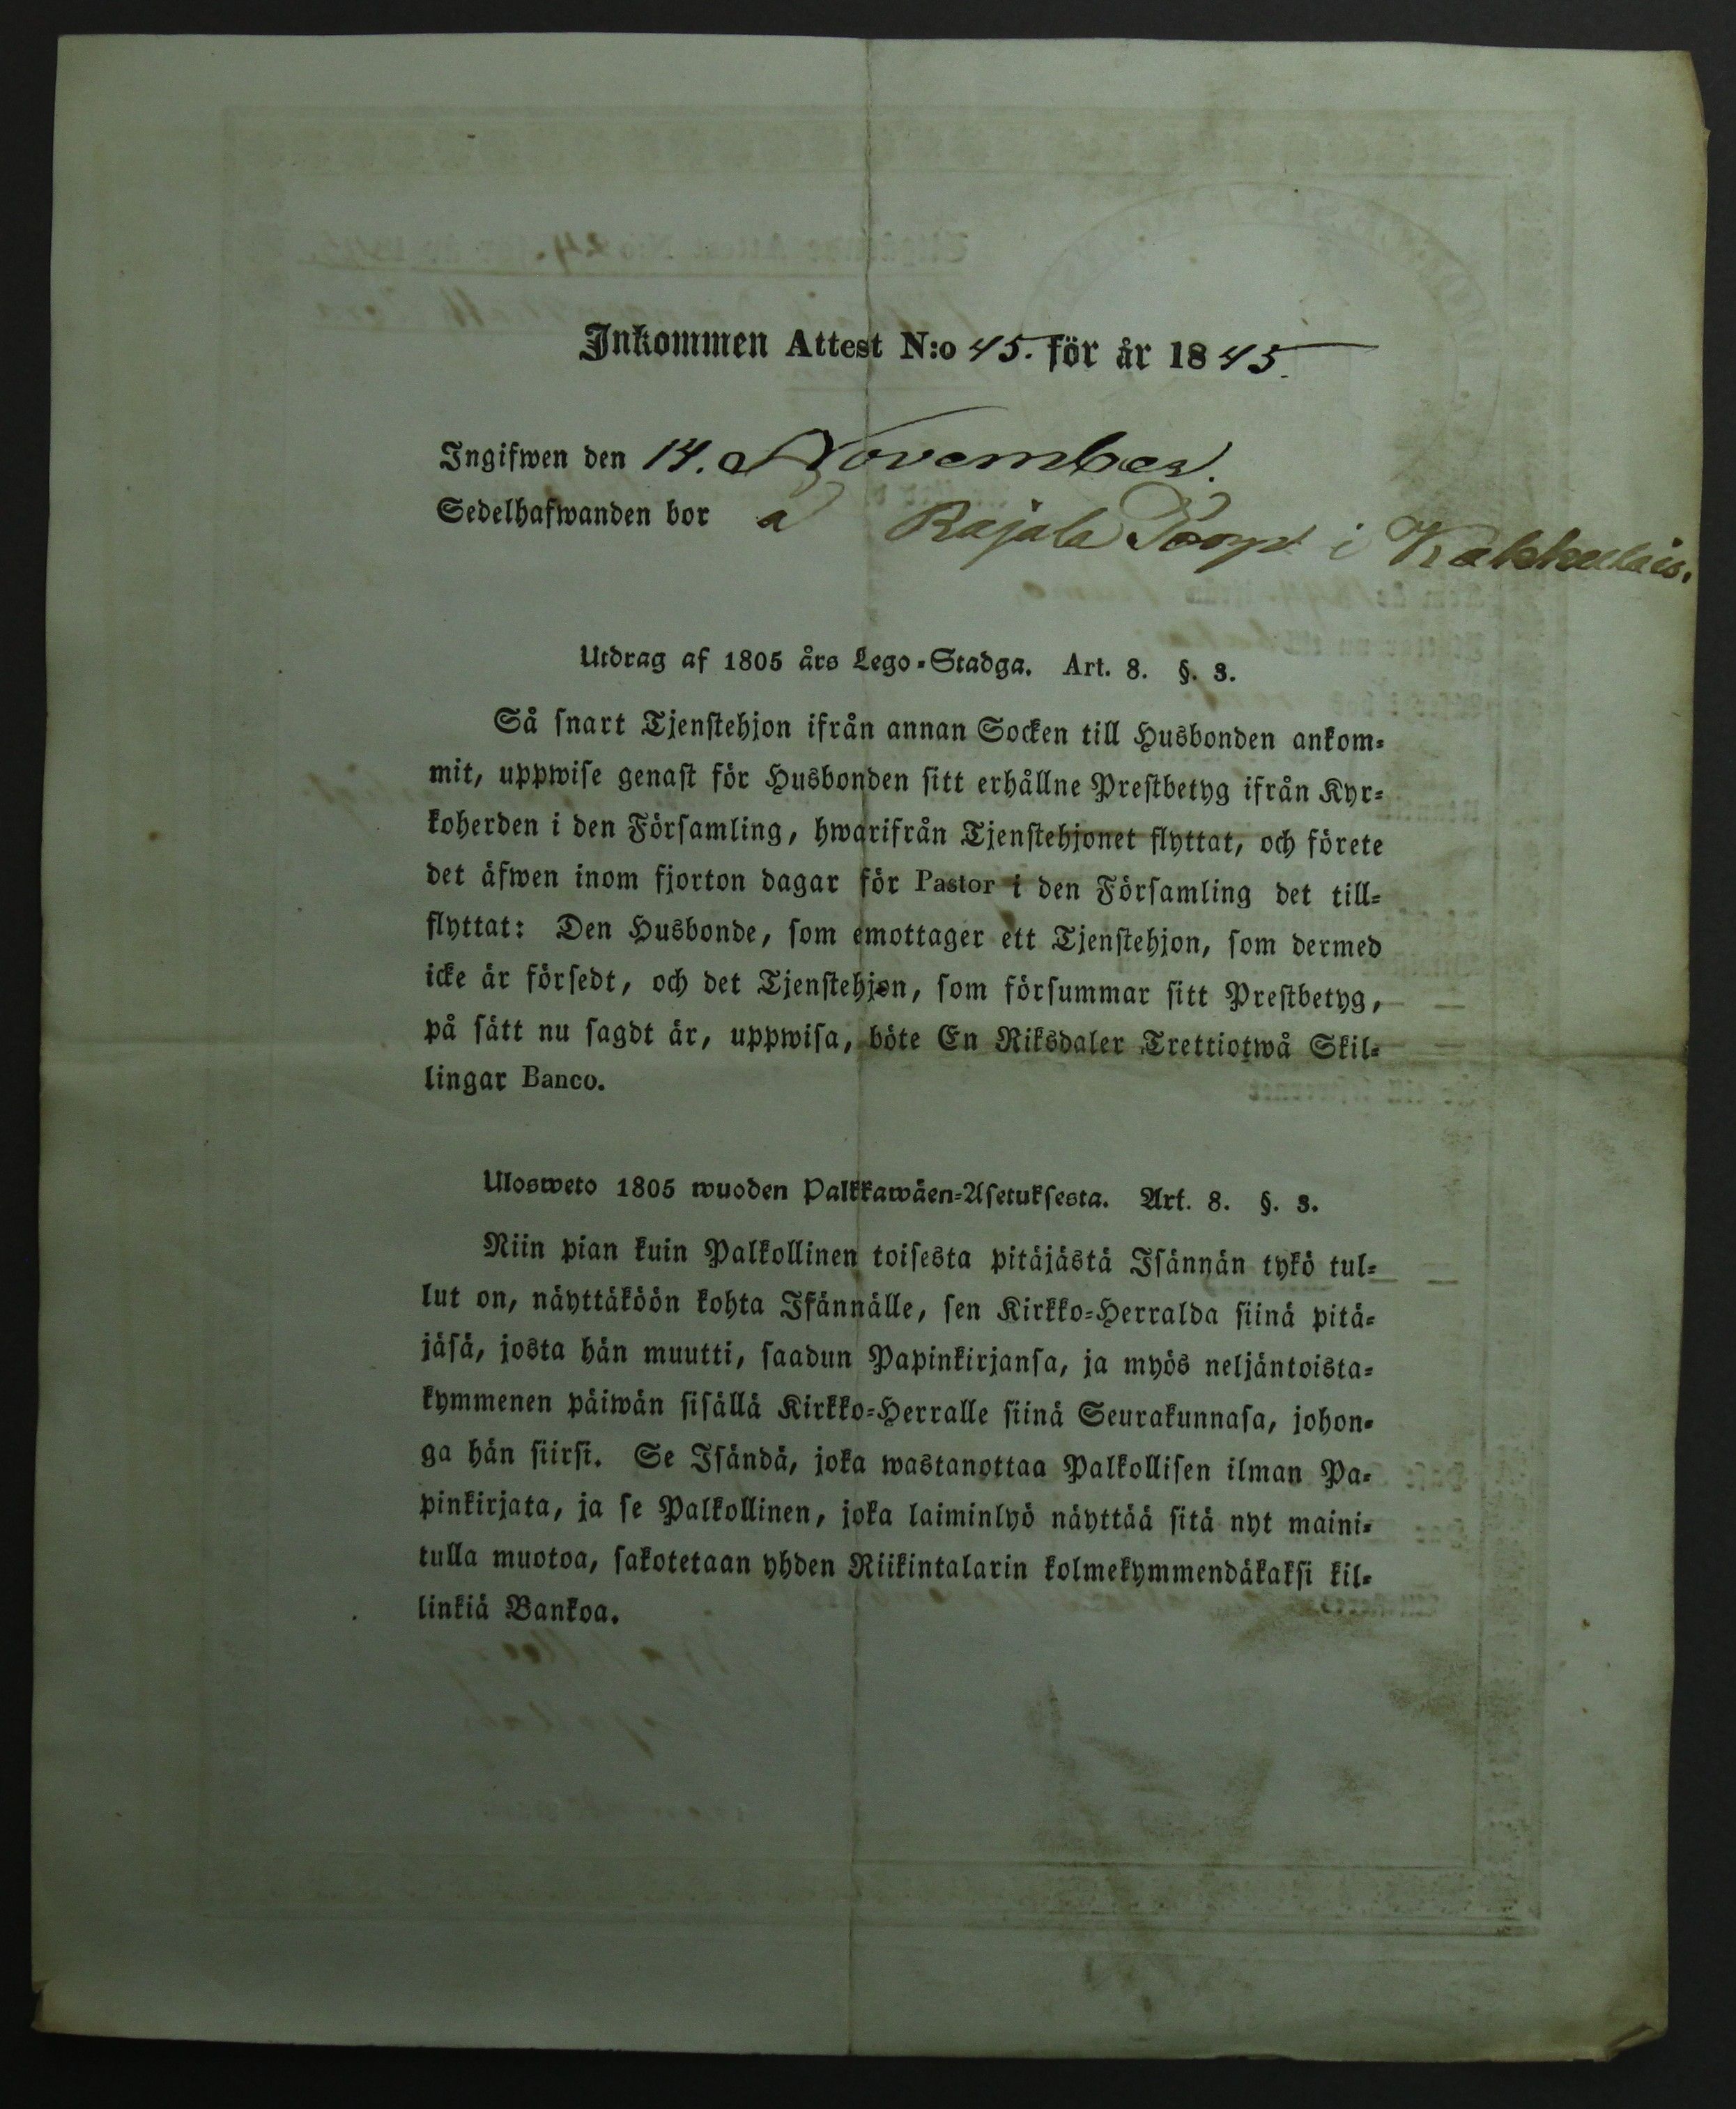 Inkommen Attest N:o 45. för år 1845.
Ingifwen den 14. November.
Sedelhafwanden bor å Rajala Torp i Kakkulais.
Utdrag af 1805 års Lego-Stadga. Art. 8. §. 3.
Så snart Tjenstehjon ifrån annan Socken till Husbonden ankom-
mit, uppwise genast för Husbonden sitt erhållne Prestbetyg ifrån Kyr-
koherden i den Församling, hwarifrån Tjenstehjonet flyttat, och förete
det äfwen inom fjorton dagar för Pastor i den Församling det till-
flyttat: Den Husbonde, som emottager ett Tjenstehjon, som dermed
icke är försedt, och det Tjenstehjon, som försummar sitt Prestbetyg,
på sätt nu sagdt är, uppwisa, böte En Riksdaler Trettiotwå Skil-
lingar Banco.
Ulosweto 1805 wuoden Palkkawäen-Asetuksesta. Art. 8. §. 3.
Niin pian kuin Palkollinen toisesta pitäjästä Isännän tykö tul-
lut on, näyttäköön kohta Isännälle, sen Kirkko-Herralda siinä pitä-
jäsä, josta hän muutti, saadun Papinkirjansa, ja myös neljäntoista-
kymmenen päiwän sisällä Kirkko-Herralle siinä Seurakunnasa, johon-
ga hän siirsi. Se Isändä, joka wastanottaa Palkollisen ilman Pa-
pinkirjata, ja se Palkollinen, joka laiminlyö näyttää sitä nyt maini-
tulla muotoa, sakotetaan yhden Riikintalarin kolmekymmendäkaksi kil-
linkiä Bankoa.